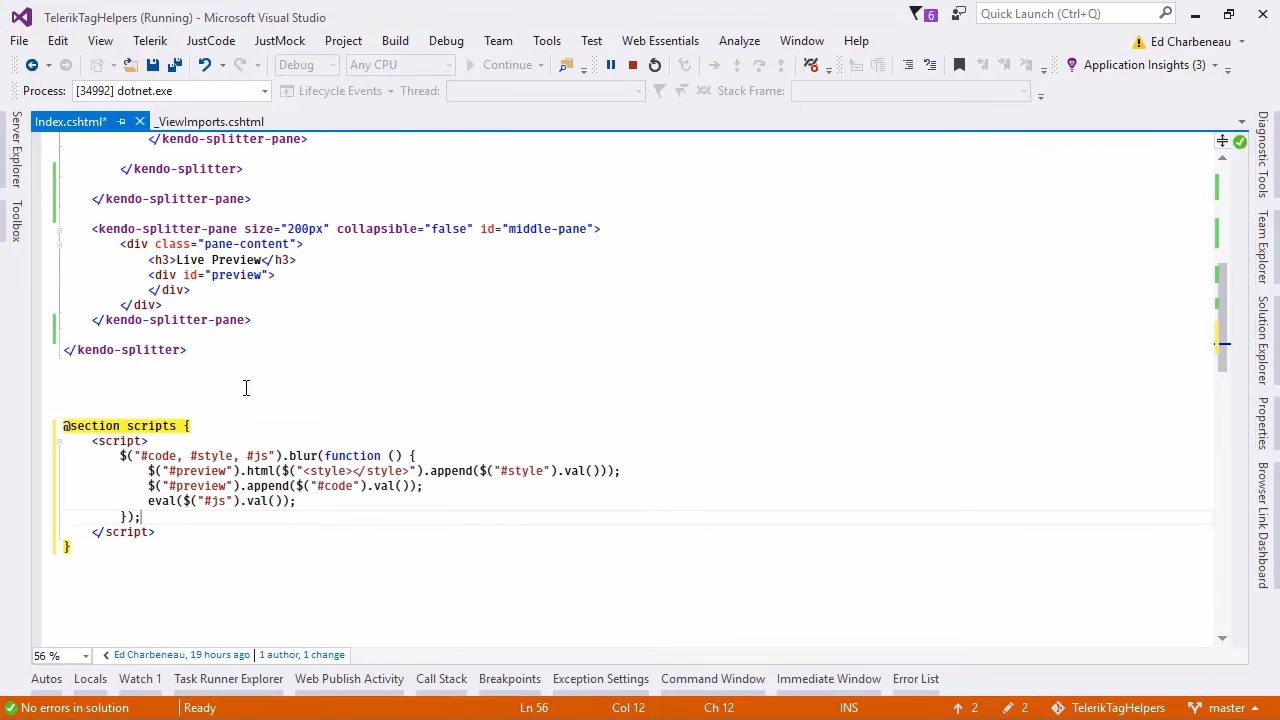 TelerikTagHelpers (Running) - Microsoft Visual Studio
6
Quick Launch (Ctrl+Q)
File Edit View Telerik JustCode JustMock Project Build Debug Team Tools Test Web Essentials Analyze Window Help
Ed Charbeneau
Debug Any CPU Continue Application Insights (3)
Process: [34992] dotnet.exe Lifecycle Events Thread: Stack Frame:
Index.cshtml* _ViewImports.cshtml
Server Explorer
Toolbox
</kendo-splitter-pane>
</kendo-splitter>
</kendo-splitter-pane>
<kendo-splitter-pane size="200px" collapsible="false" id="middle-pane">
<div class="pane-content">
<h3>Live Preview</h3>
<div id="preview">
</div>
</div>
</kendo-splitter-pane>
</kendo-splitter>
@section scripts {
<script>
$("#code, #style, #js").blur(function () {
$("#preview").html($("<style></style>").append($("#style").val()));
$("#preview").append($("#code").val());
eval($("#js").val());
});
</script>
}
Diagnostic Tools
Team Explorer
Solution Explorer
Properties
Browser Link Dashboard
56 % Ed Charbeneau, 19 hours ago | 1 author, 1 change
Autos Locals Watch 1 Task Runner Explorer Web Publish Activity Call Stack Breakpoints Exception Settings Command Window Immediate Window Error List
No errors in solution Ready Ln 56 Col 12 Ch 12 INS 2 2 TelerikTagHelpers master